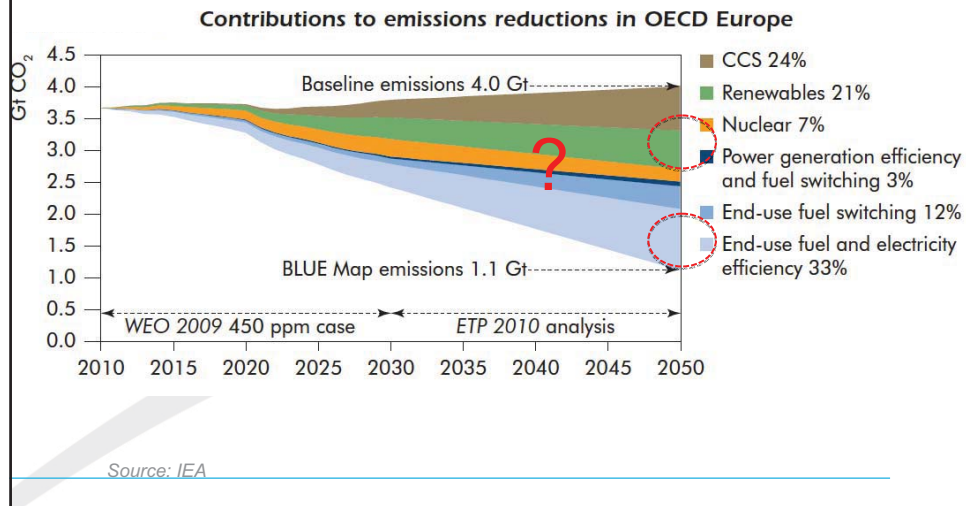 Contributions to emissions reductions in OECD Europe
Gt CO₂
4.5
4.0
3.5
3.0
2.5
2.0
1.5
1.0
0.5
0.0
Baseline emissions 4.0 Gt
?
BLUE Map emissions 1.1 Gt
WEO 2009 450 ppm case
ETP 2010 analysis
2010 2015 2020 2025 2030 2035 2040 2045 2050
CCS 24%
Renewables 21%
Nuclear 7%
Power generation efficiency
and fuel switching 3%
End-use fuel switching 12%
End-use fuel and electricity
efficiency 33%
Source: IEA